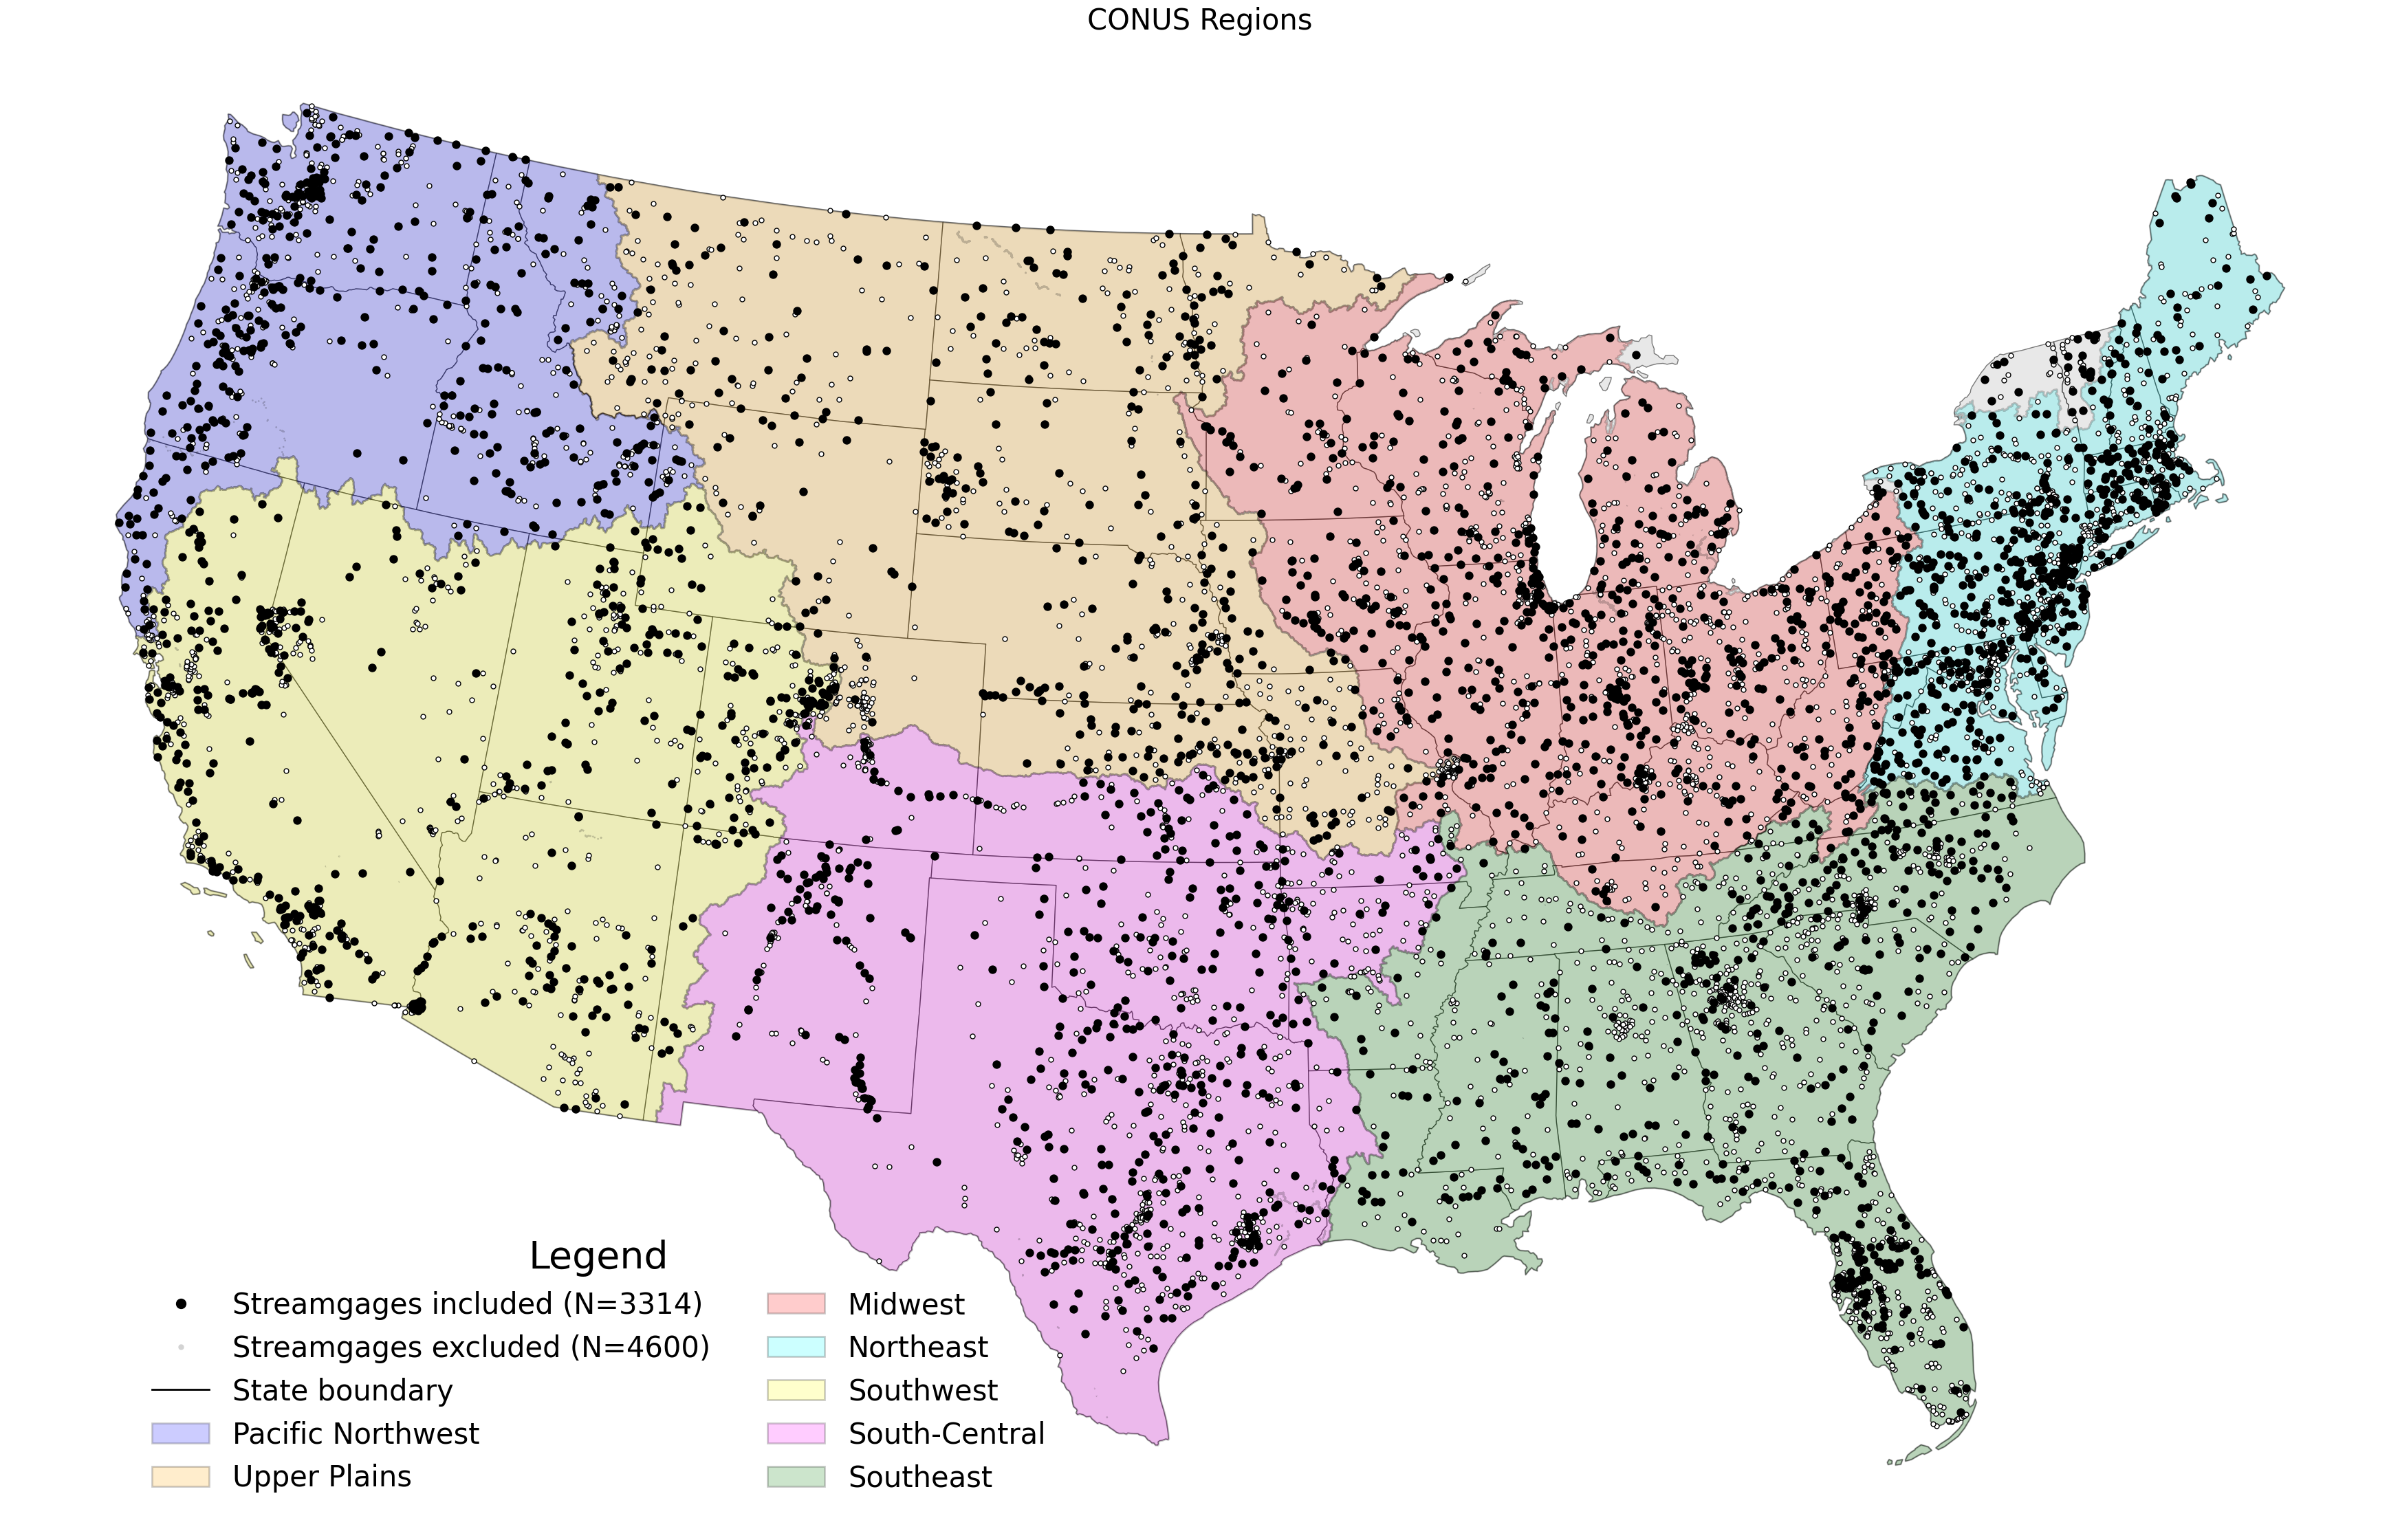 CONUS Regions
Legend
Streamgages included (N=3314)
Streamgages excluded (N=4600)
State boundary
Pacific Northwest
Upper Plains
Midwest
Northeast
Southwest
South-Central
Southeast